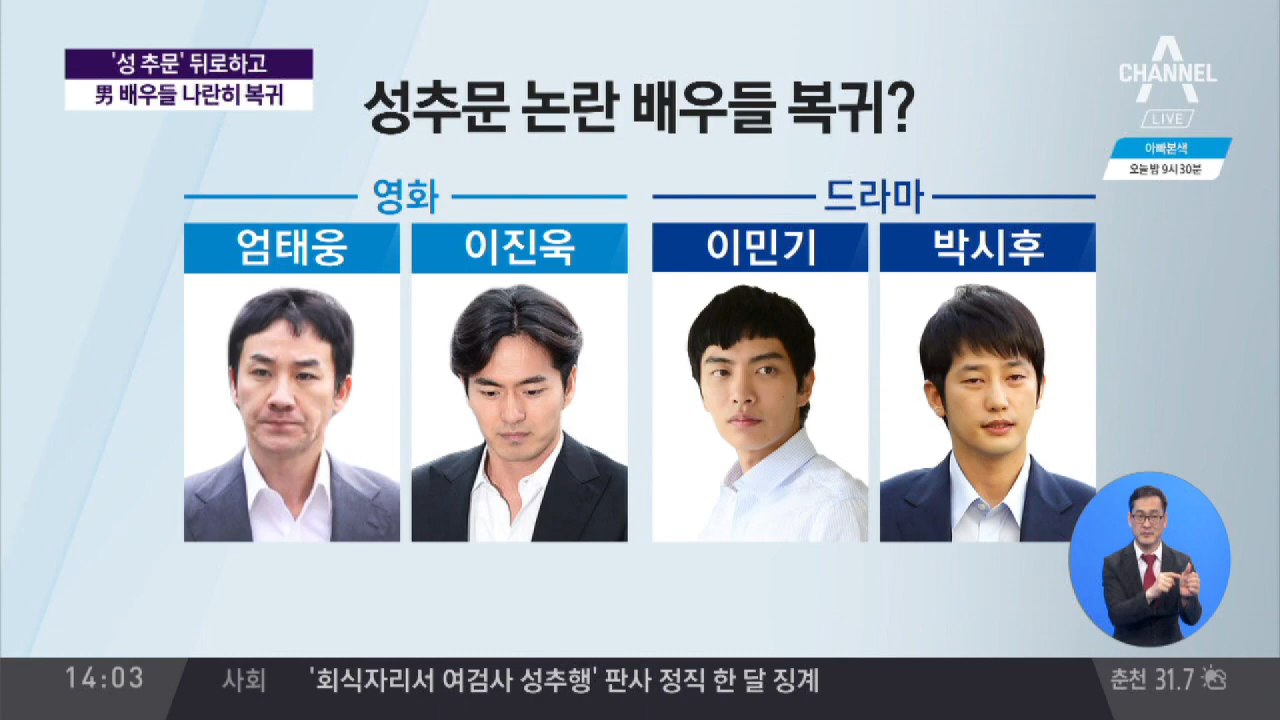 '성 추문' 뒤로하고
男 배우들 나란히 복귀
성추문 논란 배우들 복귀?
CHANNEL A
LIVE
아빠본색
오늘 밤 9시 30분
영화
드라마
엄태웅
이진욱
이민기
박시후
14:03
사회
'회식자리서 여검사 성추행' 판사 정직 한 달 징계
춘천 31.7